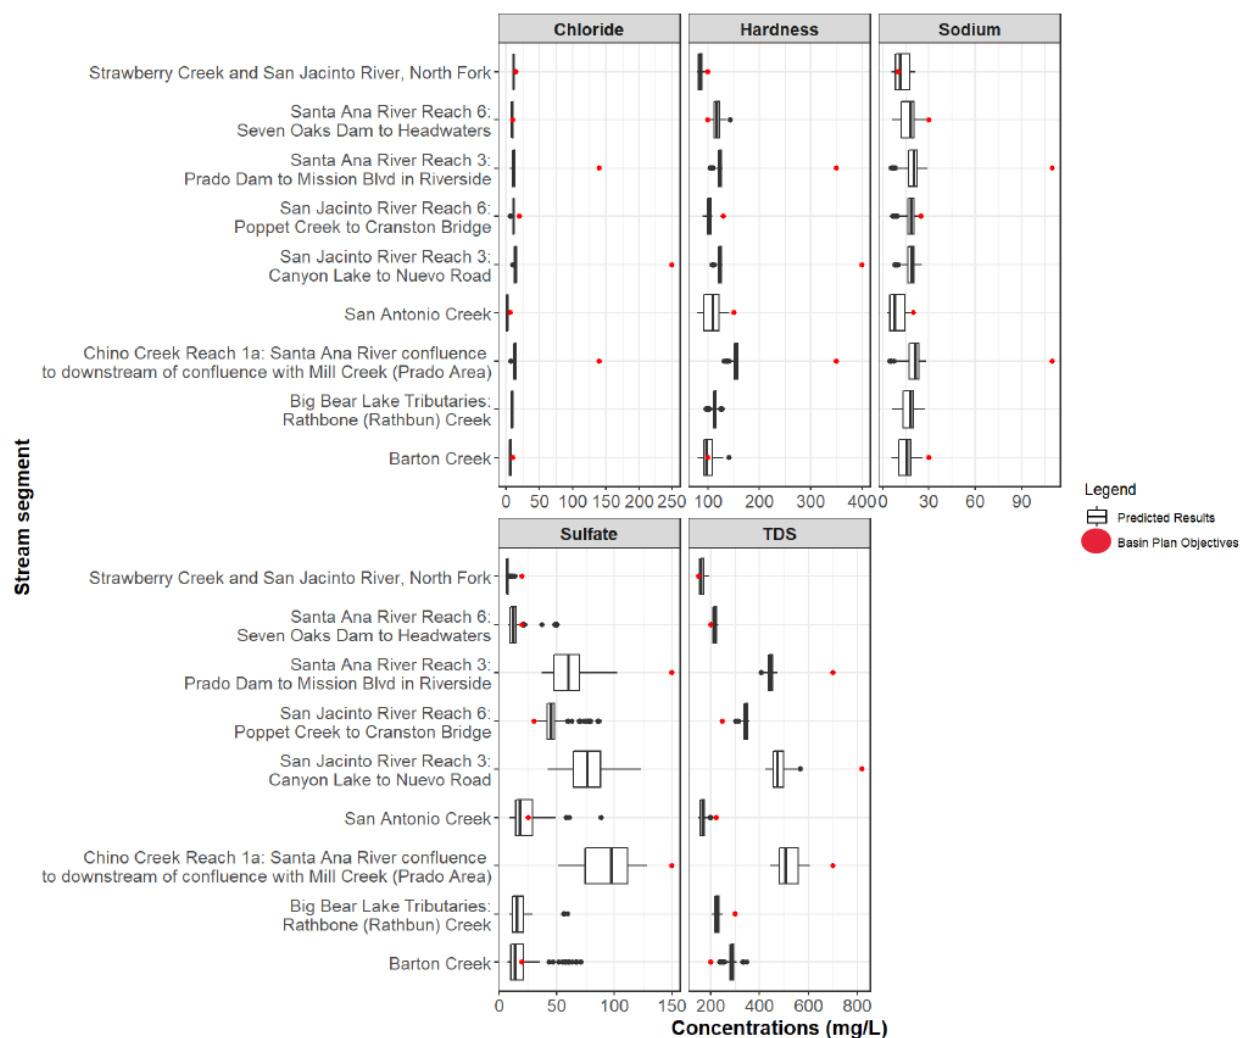 Chloride
Hardness
Sodium
Strawberry Creek and San Jacinto River, North Fork
Santa Ana River Reach 6:
Seven Oaks Dam to Headwaters
Santa Ana River Reach 3:
Prado Dam to Mission Blvd in Riverside
San Jacinto River Reach 6:
Poppet Creek to Cranston Bridge
San Jacinto River Reach 3:
Canyon Lake to Nuevo Road
San Antonio Creek
Chino Creek Reach 1a: Santa Ana River confluence
to downstream of confluence with Mill Creek (Prado Area)
Big Bear Lake Tributaries:
Rathbone (Rathbun) Creek
Barton Creek
0 50 100 150 200 250
100 200 300 400
0 30 60 90
Stream segment
Legend
Predicted Results
Basin Plan Objectives
Sulfate
TDS
Strawberry Creek and San Jacinto River, North Fork
Santa Ana River Reach 6:
Seven Oaks Dam to Headwaters
Santa Ana River Reach 3:
Prado Dam to Mission Blvd in Riverside
San Jacinto River Reach 6:
Poppet Creek to Cranston Bridge
San Jacinto River Reach 3:
Canyon Lake to Nuevo Road
San Antonio Creek
Chino Creek Reach 1a: Santa Ana River confluence
to downstream of confluence with Mill Creek (Prado Area)
Big Bear Lake Tributaries:
Rathbone (Rathbun) Creek
Barton Creek
0 50 100 150
200 400 600 800
Concentrations (mg/L)